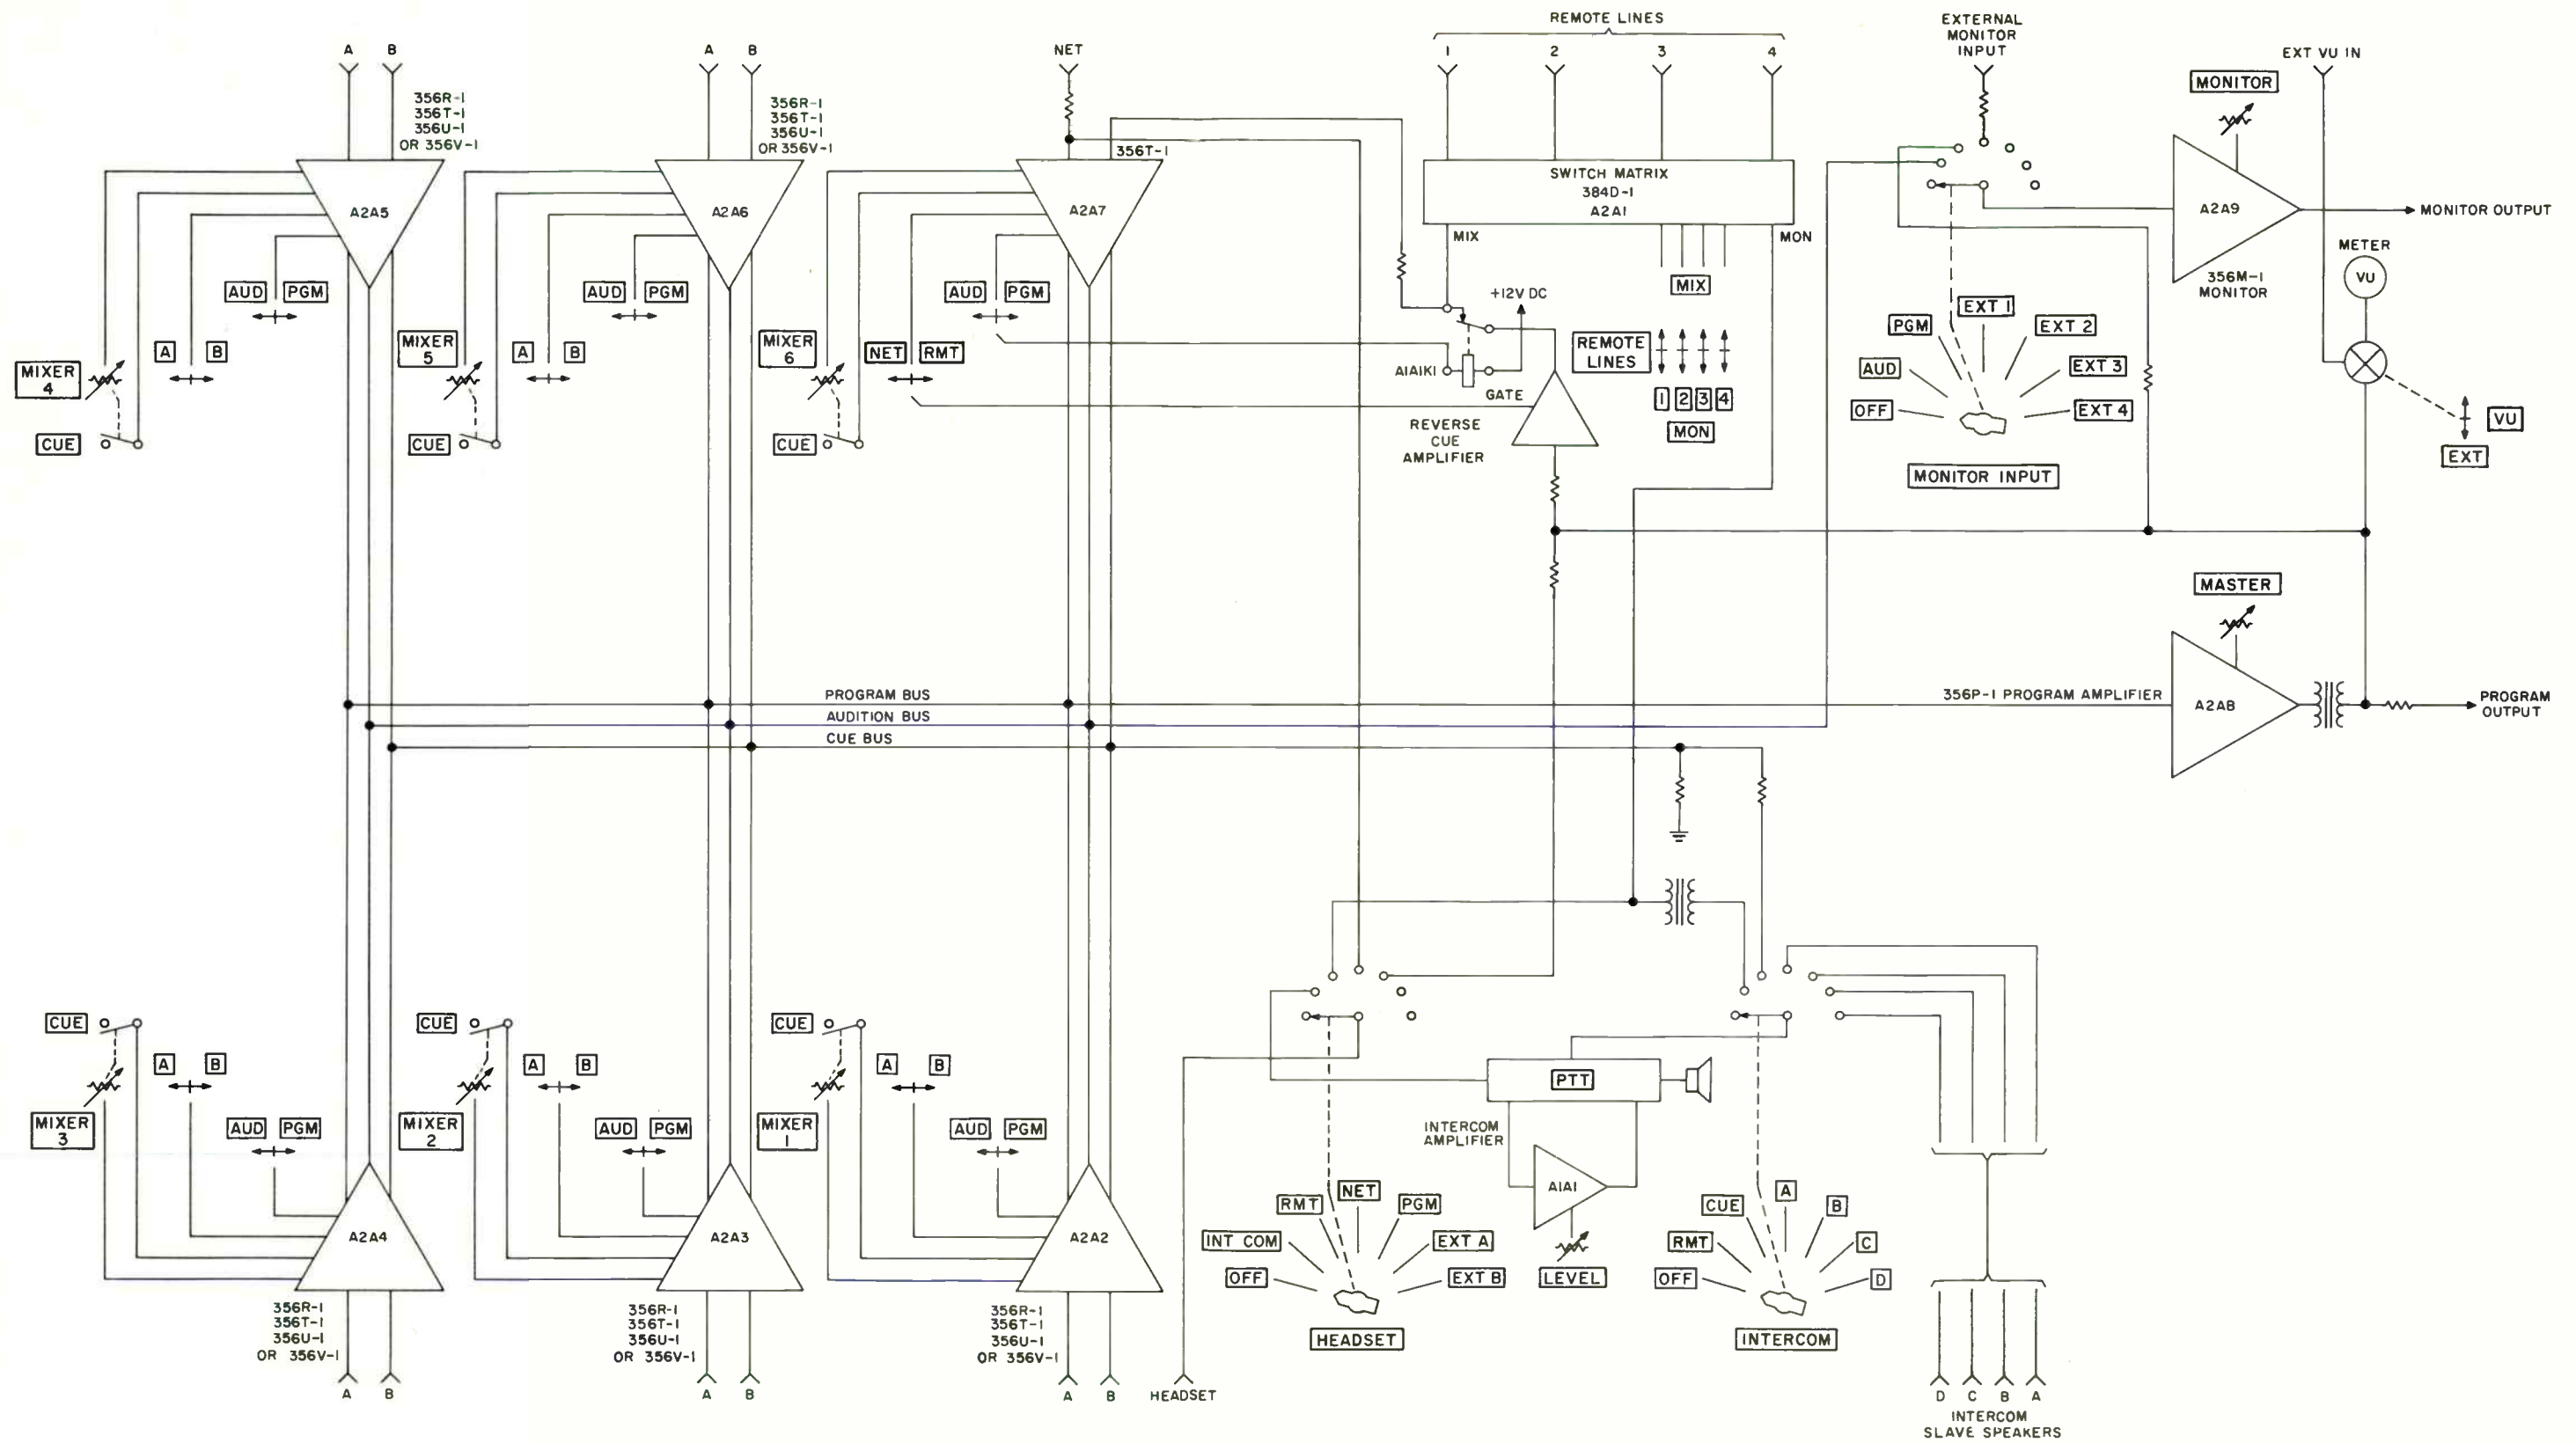 REMOTE LINES
1 2 3 4
EXTERNAL
MONITOR
INPUT
EXT VU IN
A B
A B
NET
356R-1
356T-1
356U-1
OR 356V-1
356R-1
356T-1
356U-1
OR 356V-1
356T-1
MONITOR
SWITCH MATRIX
384D-1
A2A1
A2A5
A2A6
A2A7
A2A9
MONITOR OUTPUT
MIX
MON
METER
VU
356M-1
MONITOR
AUD PGM
AUD PGM
AUD PGM
MIX
+12V DC
MIXER
4
A B
MIXER
5
A B
MIXER
6
NET RMT
A1A1K1
GATE
REMOTE
LINES
1 2 3 4
MON
REVERSE
CUE
AMPLIFIER
OFF
AUD
PGM
EXT 1
EXT 2
EXT 3
EXT 4
MONITOR INPUT
VU
EXT
CUE
CUE
CUE
MASTER
PROGRAM BUS
AUDITION BUS
CUE BUS
356P-1 PROGRAM AMPLIFIER
A2A8
PROGRAM
OUTPUT
CUE
CUE
CUE
A B
A B
A B
MIXER
3
MIXER
2
MIXER
1
AUD PGM
AUD PGM
AUD PGM
A2A4
A2A3
A2A2
356R-1
356T-1
356U-1
OR 356V-1
356R-1
356T-1
356U-1
OR 356V-1
356R-1
356T-1
356U-1
OR 356V-1
A B
A B
A B
HEADSET
PTT
INTERCOM
AMPLIFIER
A1A1
LEVEL
OFF
INT COM
RMT
NET
PGM
EXT A
EXT B
HEADSET
OFF
RMT
CUE
A
B
C
D
INTERCOM
D C B A
INTERCOM
SLAVE SPEAKERS